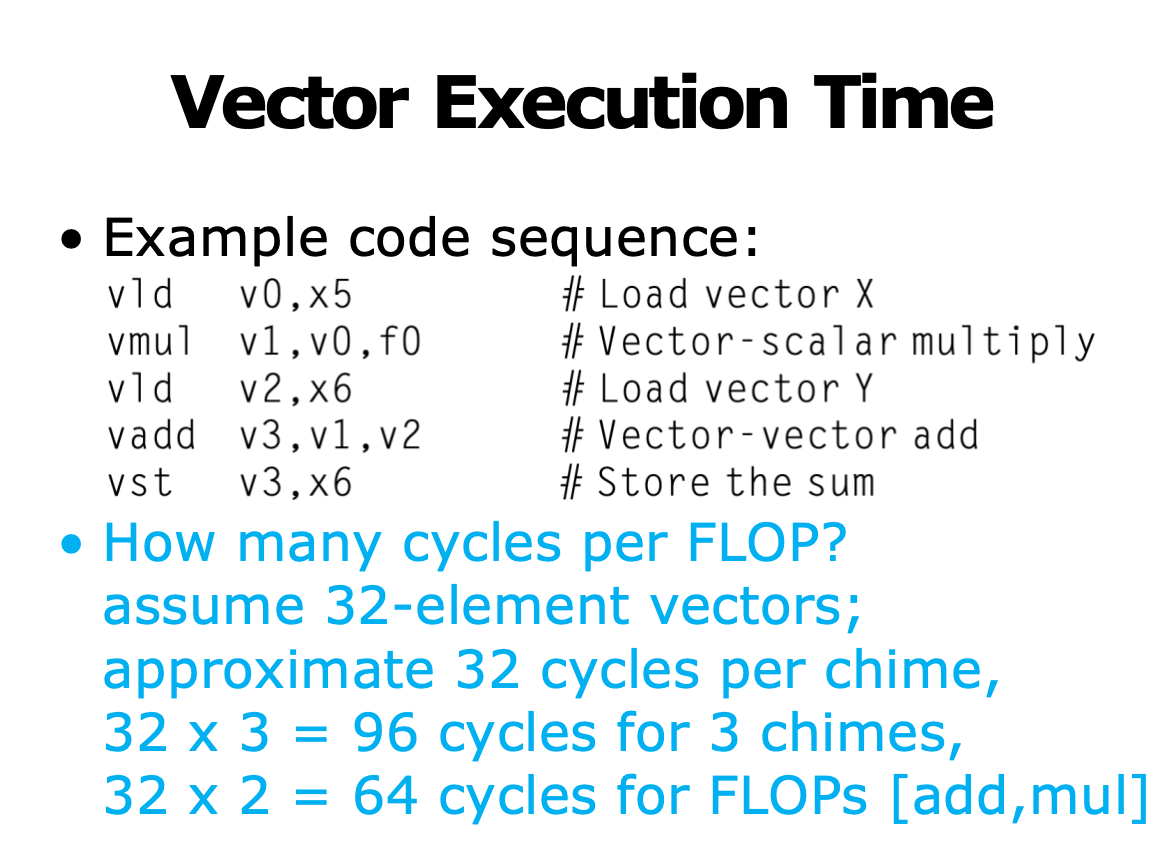 Vector Execution Time
• Example code sequence:
vld v0,x5 # Load vector X
vmul v1,v0,f0 # Vector-scalar multiply
vld v2,x6 # Load vector Y
vadd v3,v1,v2 # Vector-vector add
vst v3,x6 # Store the sum
• How many cycles per FLOP?
assume 32-element vectors;
approximate 32 cycles per chime,
32 x 3 = 96 cycles for 3 chimes,
32 x 2 = 64 cycles for FLOPs [add,mul]